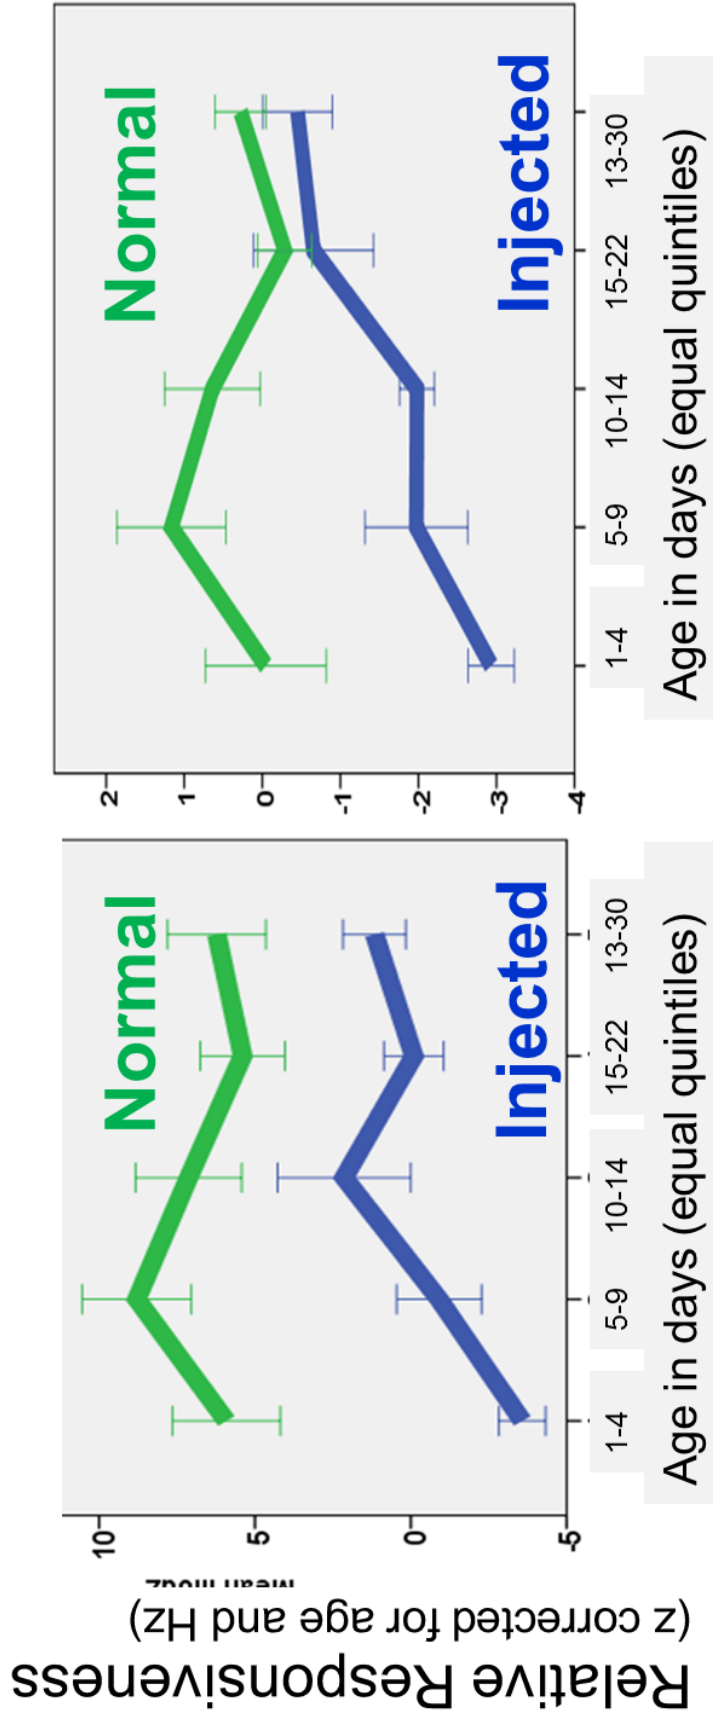 Relative Responsiveness
(z corrected for age and Hz)
10
5
0
-5
Normal
Injected
1-4
5-9
10-14
15-22
13-30
Age in days (equal quintiles)
2
1
0
-1
-2
-3
-4
Normal
Injected
1-4
5-9
10-14
15-22
13-30
Age in days (equal quintiles)